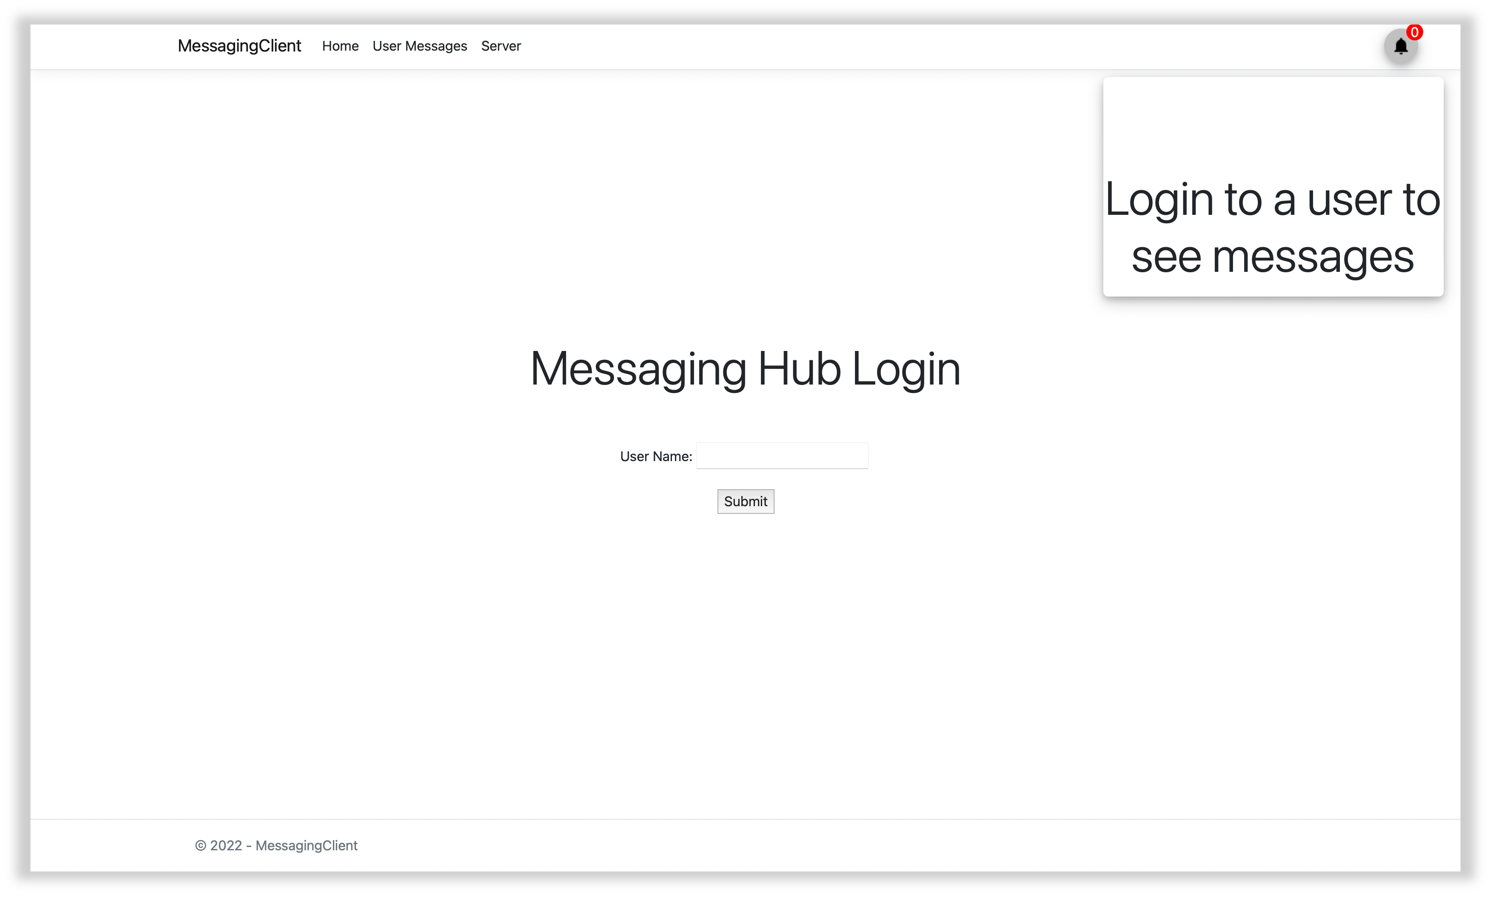 MessagingClient Home User Messages Server 0
Login to a user to
see messages
Messaging Hub Login
User Name:
Submit
© 2022 - MessagingClient